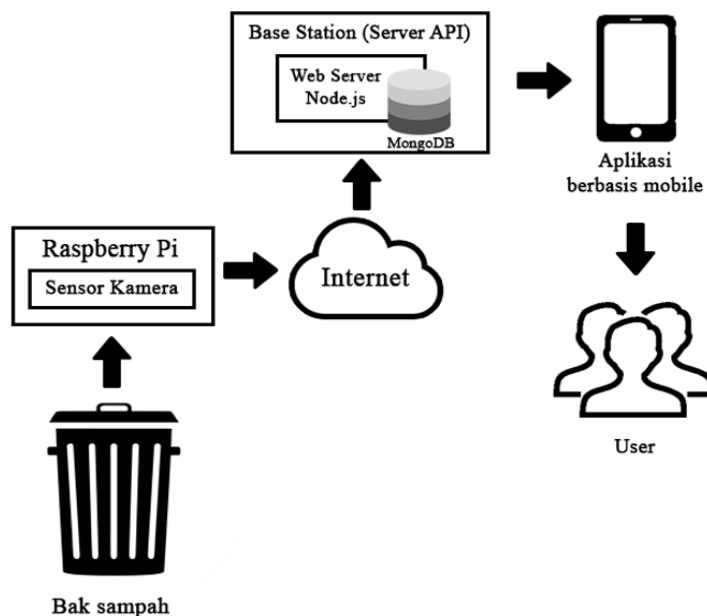 Base Station (Server API)
Web Server
Node.js
MongoDB
Aplikasi
berbasis mobile
Raspberry Pi
Sensor Kamera
Internet
User
Bak sampah